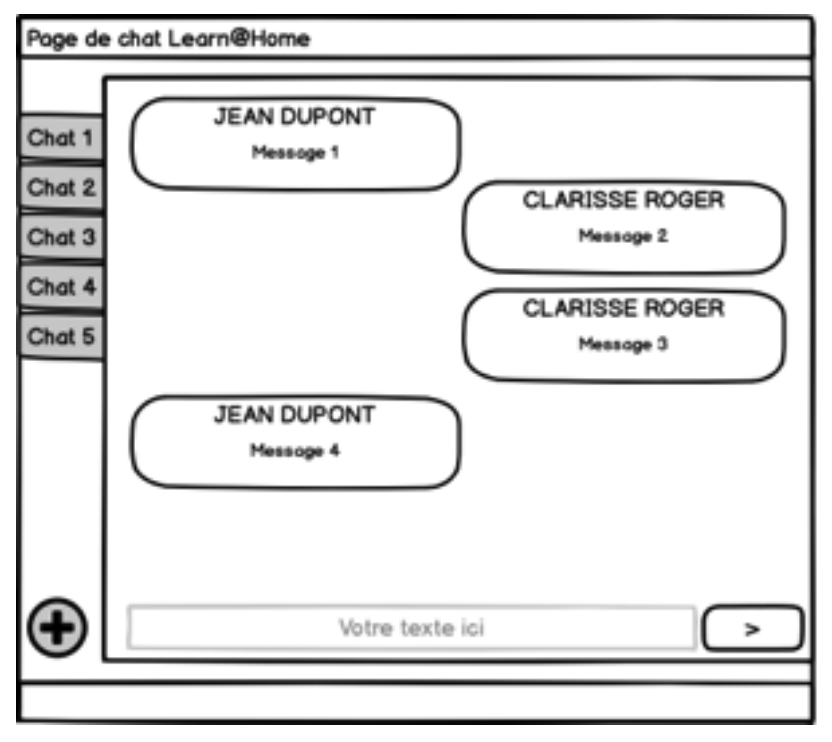 Page de chat Learn@Home
Chat 1
Chat 2
Chat 3
Chat 4
Chat 5
JEAN DUPONT
Message 1
CLARISSE ROGER
Message 2
CLARISSE ROGER
Message 3
JEAN DUPONT
Message 4
Votre texte ici
>